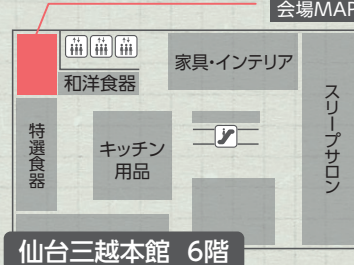 会場MAP
和洋食器
家具・インテリア
スリープサロン
特選食器
キッチン
用品
仙台三越本館 6階